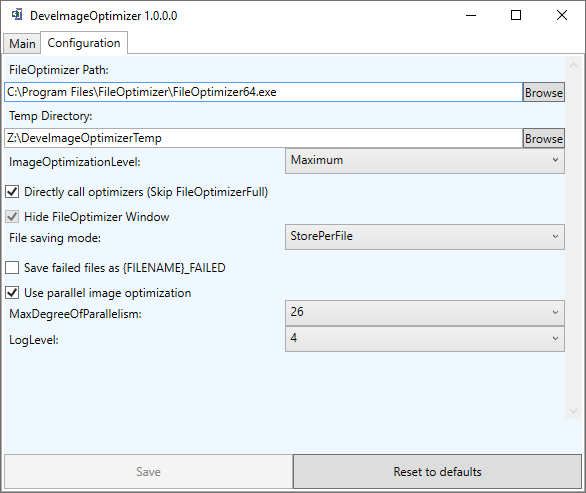 DeveImageOptimizer 1.0.0.0
Main Configuration
FileOptimizer Path:
C:\Program Files\FileOptimizer\FileOptimizer64.exe Browse
Temp Directory:
Z:\DeveImageOptimizerTemp Browse
ImageOptimizationLevel: Maximum
Directly call optimizers (Skip FileOptimizerFull)
Hide FileOptimizer Window
File saving mode: StorePerFile
Save failed files as {FILENAME}_FAILED
Use parallel image optimization
MaxDegreeOfParallelism: 26
LogLevel: 4
Save Reset to defaults